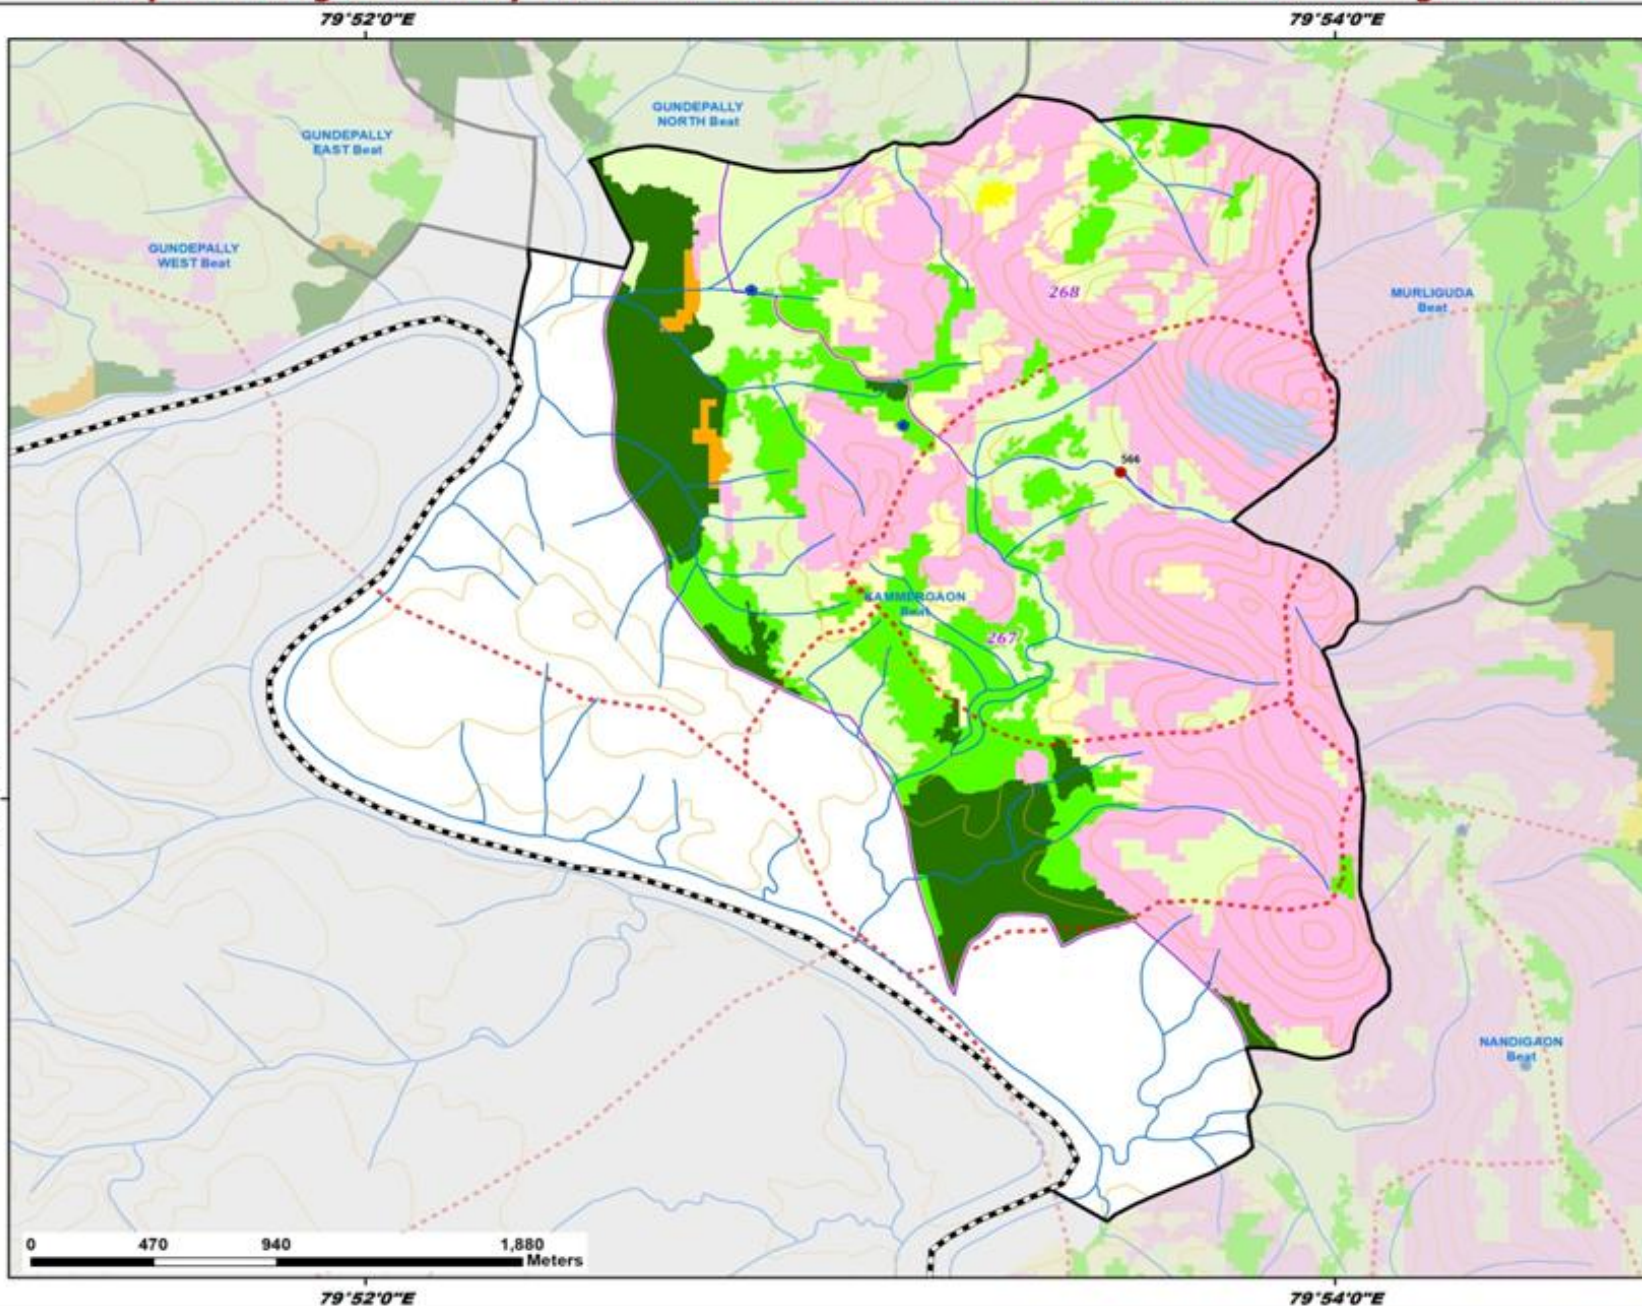 79°52'0"E
79°54'0"E
GUNDEPALLY
NORTH Beat
GUNDEPALLY
EAST Beat
GUNDEPALLY
WEST Beat
268
MURLIGUDA
Beat
566
KAMMERGAON
Beat
267
NANDIGAON
Beat
0 470 940 1,880
Meters
79°52'0"E
79°54'0"E